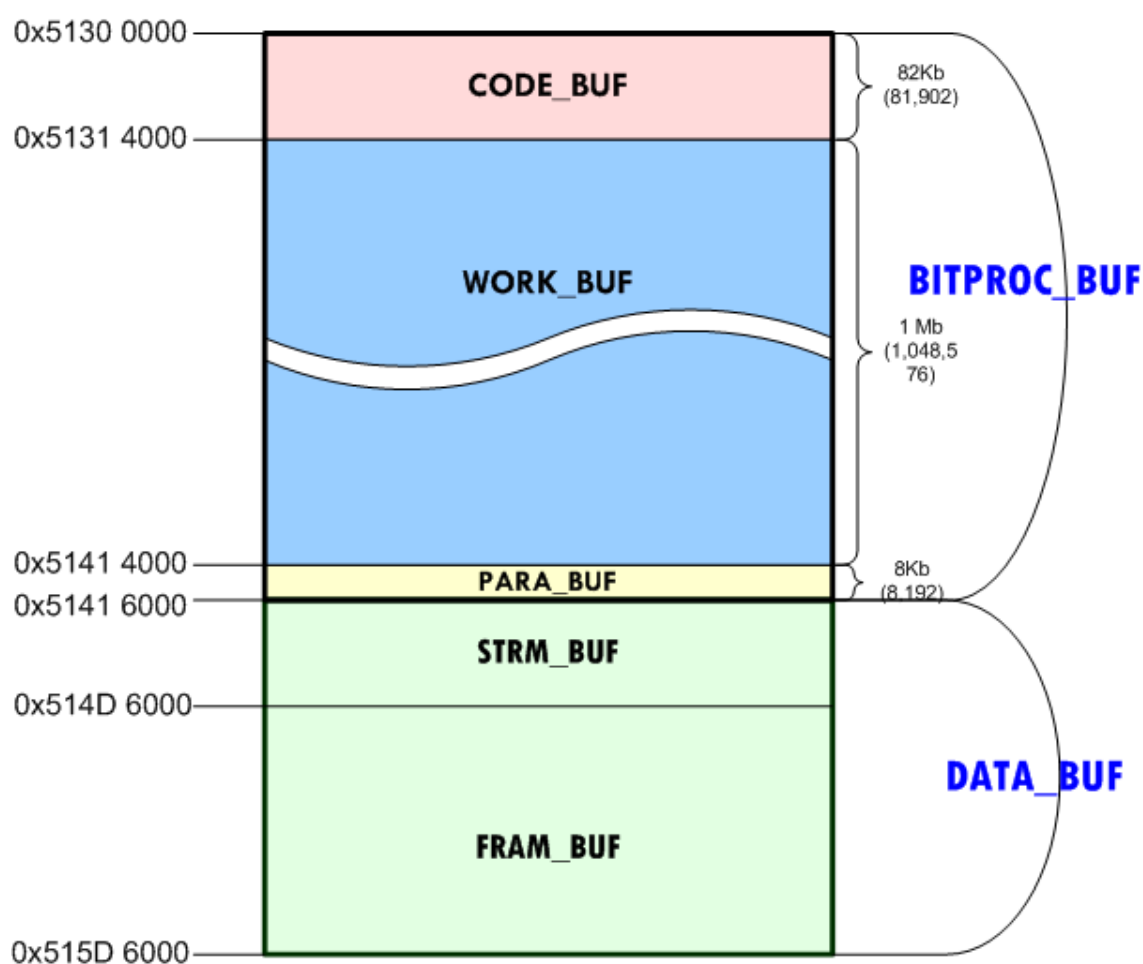 0x5130 0000
CODE_BUF
82Kb
(81,902)
0x5131 4000
WORK_BUF
BITPROC_BUF
1 Mb
(1,048,5
76)
0x5141 4000
PARA_BUF
8Kb
(8,192)
0x5141 6000
STRM_BUF
0x514D 6000
DATA_BUF
FRAM_BUF
0x515D 6000